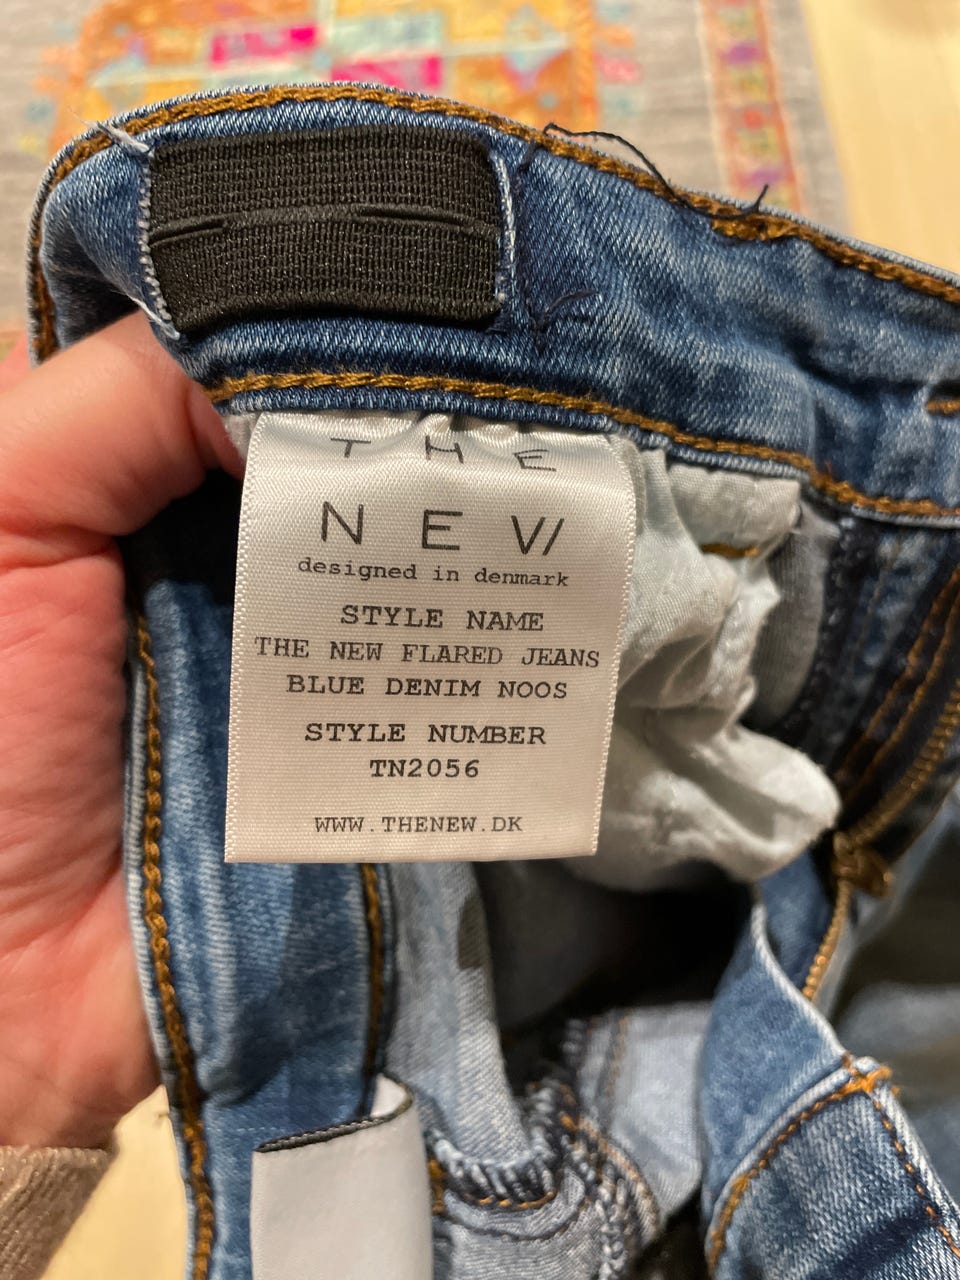 THE
NEW
designed in denmark
STYLE NAME
THE NEW FLARED JEANS
BLUE DENIM NOOS
STYLE NUMBER
TN2056
WWW.THENEW.DK